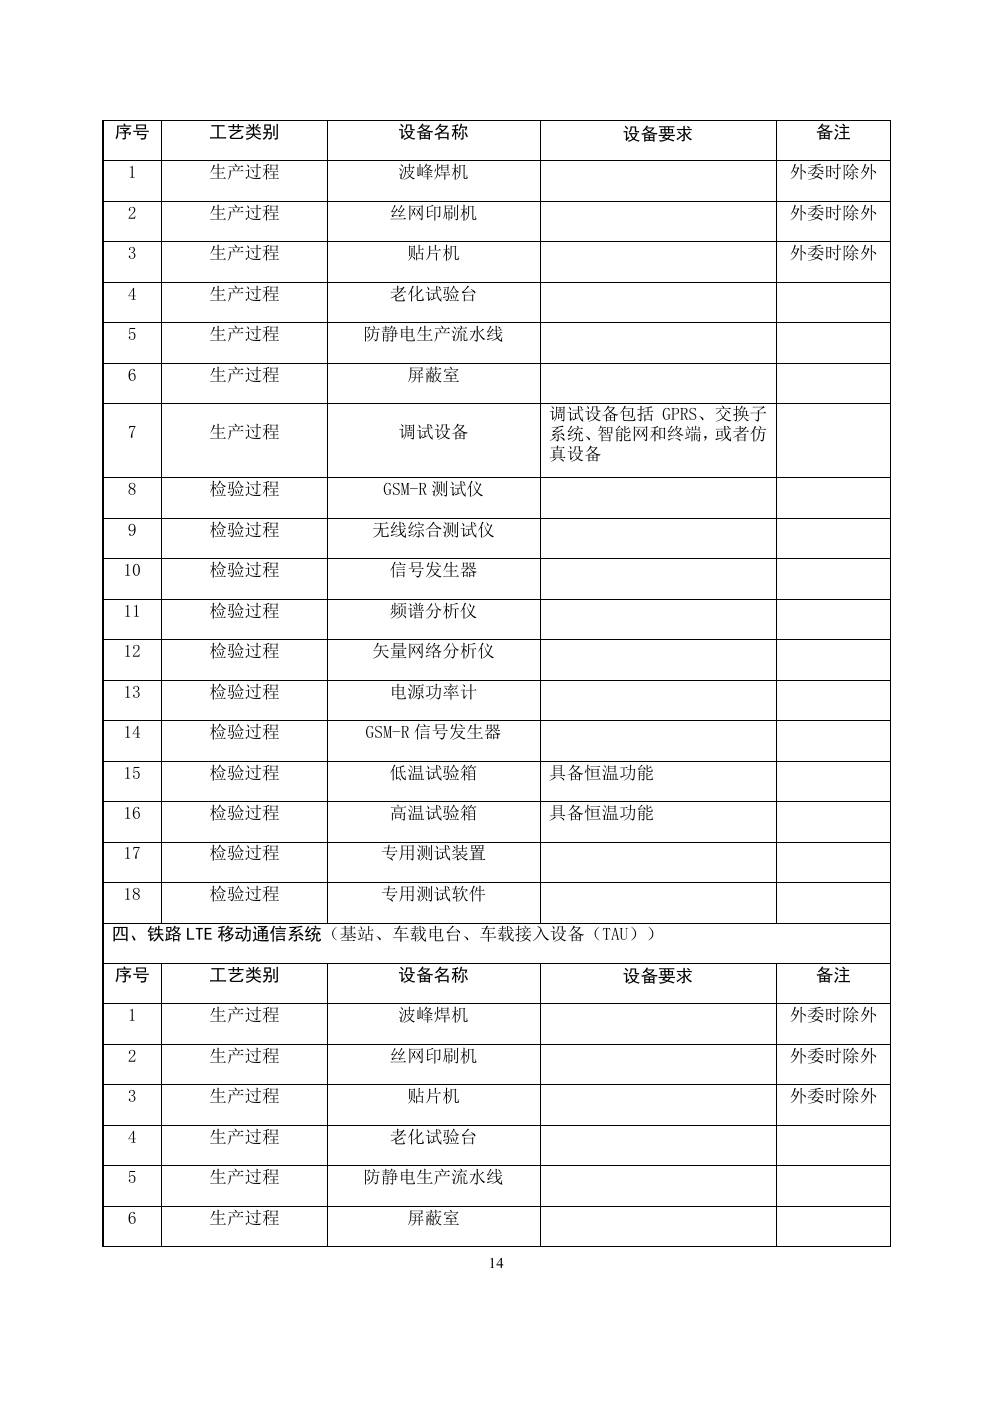 序号 工艺类别 设备名称 设备要求 备注
1 生产过程 波峰焊机 外委时除外
2 生产过程 丝网印刷机 外委时除外
3 生产过程 贴片机 外委时除外
4 生产过程 老化试验台
5 生产过程 防静电生产流水线
6 生产过程 屏蔽室
7 生产过程 调试设备 调试设备包括 GPRS、交换子
系统、智能网和终端，或者仿
真设备
8 检验过程 GSM-R 测试仪
9 检验过程 无线综合测试仪
10 检验过程 信号发生器
11 检验过程 频谱分析仪
12 检验过程 矢量网络分析仪
13 检验过程 电源功率计
14 检验过程 GSM-R 信号发生器
15 检验过程 低温试验箱 具备恒温功能
16 检验过程 高温试验箱 具备恒温功能
17 检验过程 专用测试装置
18 检验过程 专用测试软件
四、铁路 LTE 移动通信系统（基站、车载电台、车载接入设备（TAU））
序号 工艺类别 设备名称 设备要求 备注
1 生产过程 波峰焊机 外委时除外
2 生产过程 丝网印刷机 外委时除外
3 生产过程 贴片机 外委时除外
4 生产过程 老化试验台
5 生产过程 防静电生产流水线
6 生产过程 屏蔽室
14